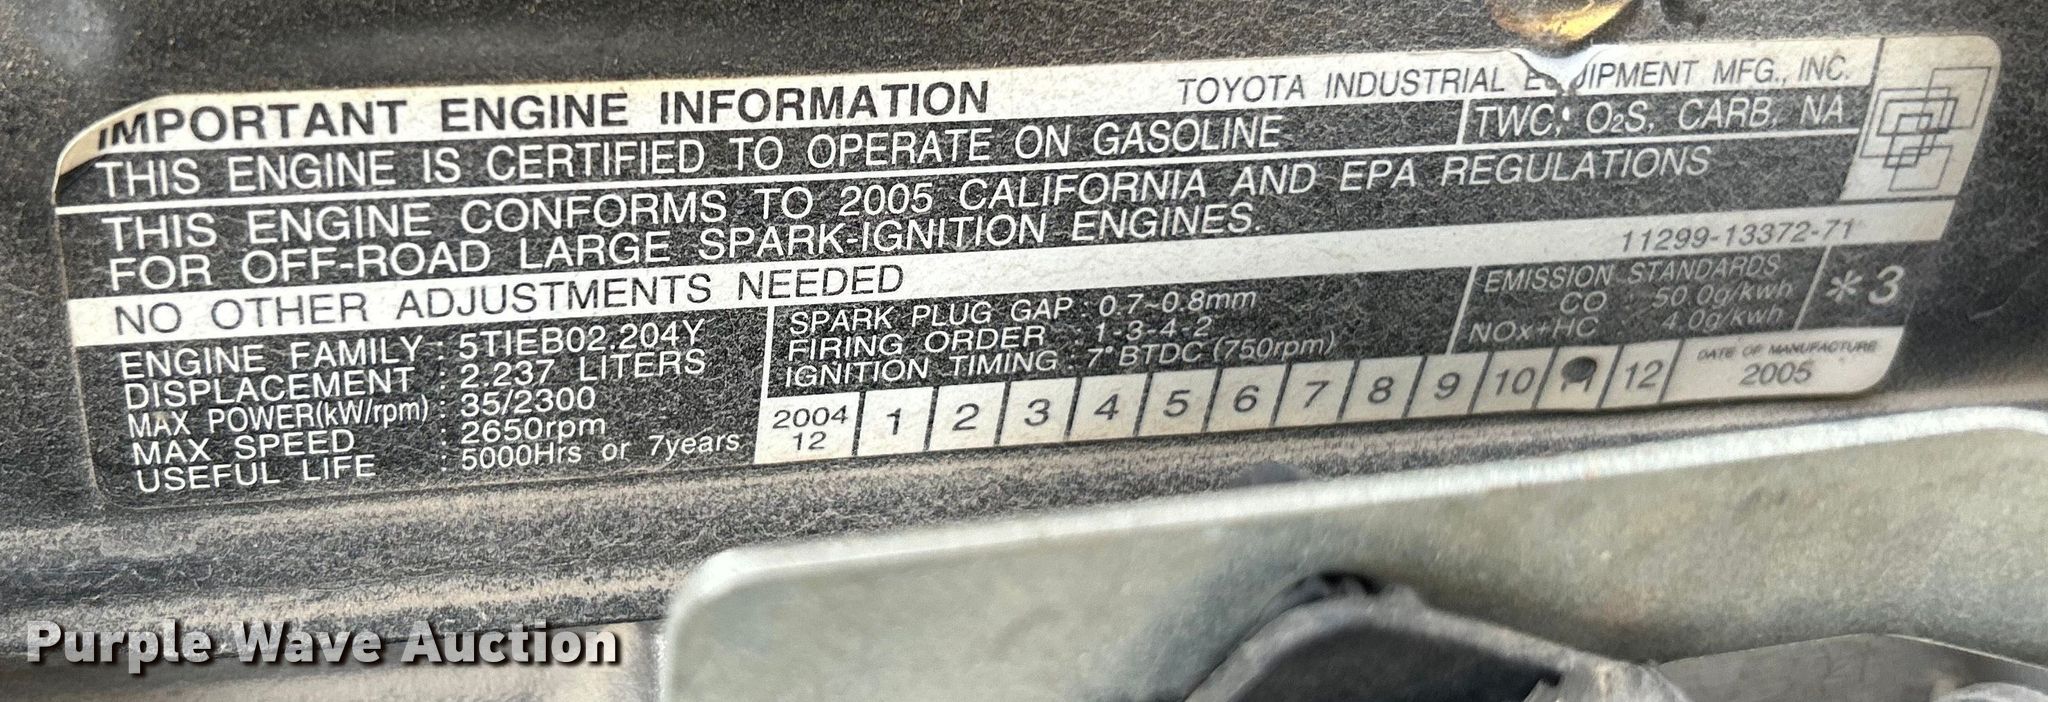 IMPORTANT ENGINE INFORMATION TOYOTA INDUSTRIAL EQUIPMENT MFG., INC.
THIS ENGINE IS CERTIFIED TO OPERATE ON GASOLINE TWC, O2S, CARB, NA
THIS ENGINE CONFORMS TO 2005 CALIFORNIA AND EPA REGULATIONS
FOR OFF-ROAD LARGE SPARK-IGNITION ENGINES.
NO OTHER ADJUSTMENTS NEEDED 11299-13372-71
ENGINE FAMILY : 5TIEB02.204Y
DISPLACEMENT : 2.237 LITERS
MAX POWER(kW/rpm) : 35/2300
MAX SPEED : 2650rpm
USEFUL LIFE : 5000Hrs or 7years
SPARK PLUG GAP : 0.7~0.8mm
FIRING ORDER : 1-3-4-2
IGNITION TIMING : 7°BTDC (750rpm)
EMISSION STANDARDS
CO : 50.0g/kwh
NOx+HC : 4.0g/kwh
*3
2004 12 1 2 3 4 5 6 7 8 9 10 11 12
DATE OF MANUFACTURE
2005
Purple Wave Auction